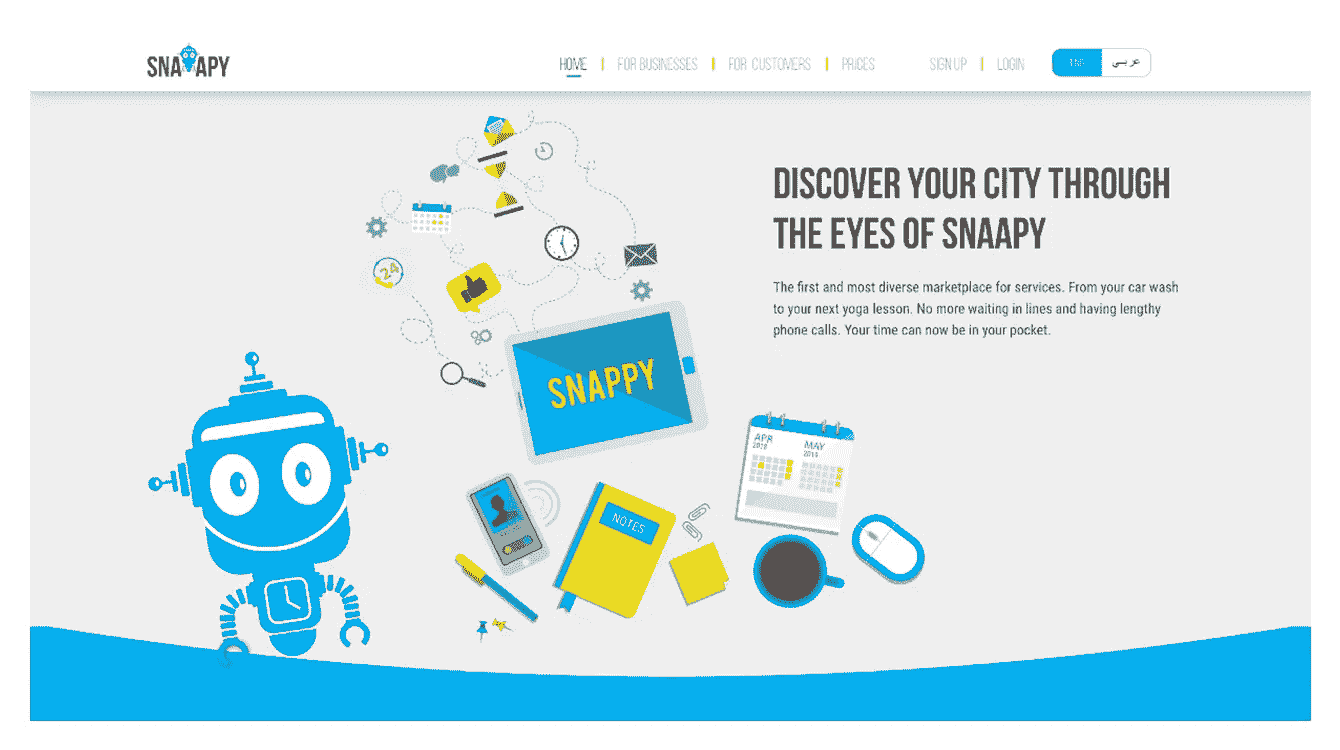 SNAAPY
HOME
FOR BUSINESSES
FOR CUSTOMERS
PRICES
SIGN UP
LOGIN
ENG
عربي
DISCOVER YOUR CITY THROUGH
THE EYES OF SNAAPY
The first and most diverse marketplace for services. From your car wash
to your next yoga lesson. No more waiting in lines and having lengthy
phone calls. Your time can now be in your pocket.
24
SNAPPY
APR
MAY
2018
NOTES